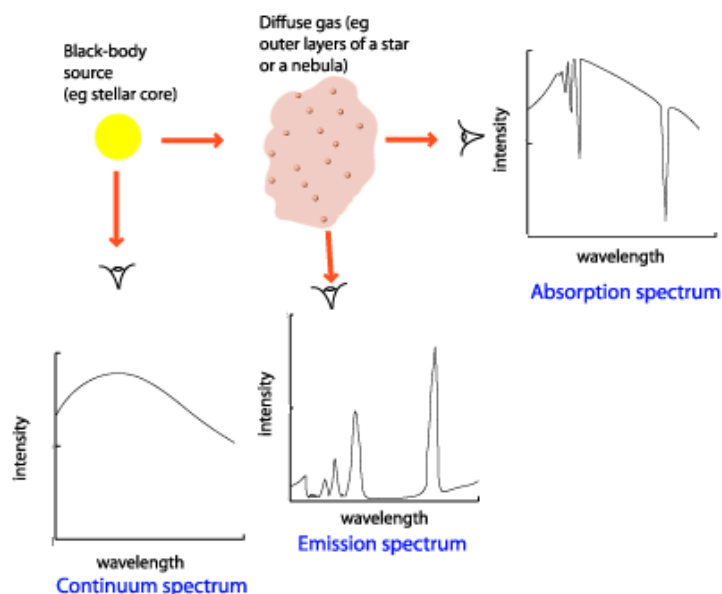 Black-body
source
(eg stellar core)
Diffuse gas (eg
outer layers of a star
or a nebula)
intensity
wavelength
Absorption spectrum
intensity
wavelength
Continuum spectrum
intensity
wavelength
Emission spectrum